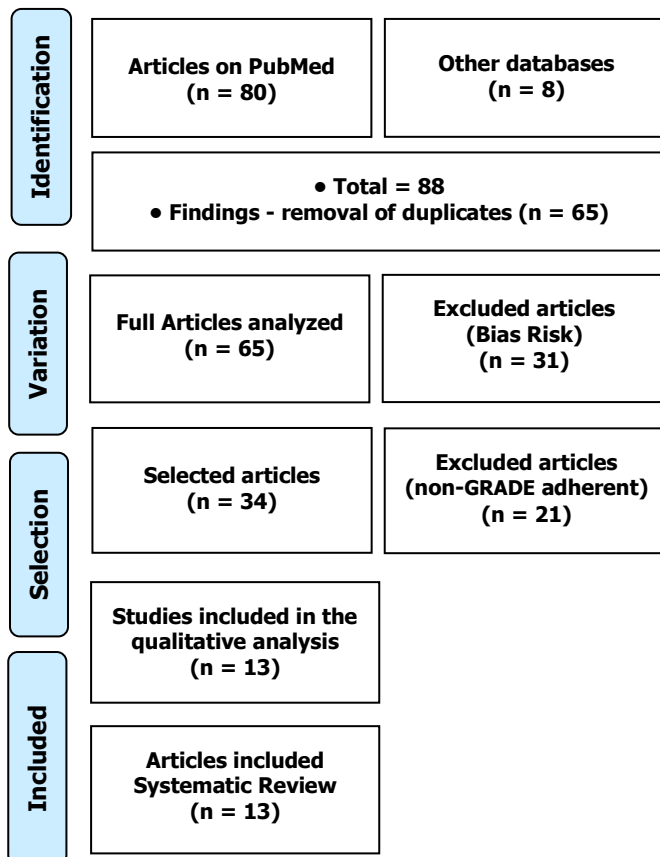 Identification
Articles on PubMed
(n = 80)
Other databases
(n = 8)
• Total = 88
• Findings - removal of duplicates (n = 65)
Variation
Full Articles analyzed
(n = 65)
Excluded articles
(Bias Risk)
(n = 31)
Selection
Selected articles
(n = 34)
Excluded articles
(non-GRADE adherent)
(n = 21)
Studies included in the
qualitative analysis
(n = 13)
Included
Articles included
Systematic Review
(n = 13)